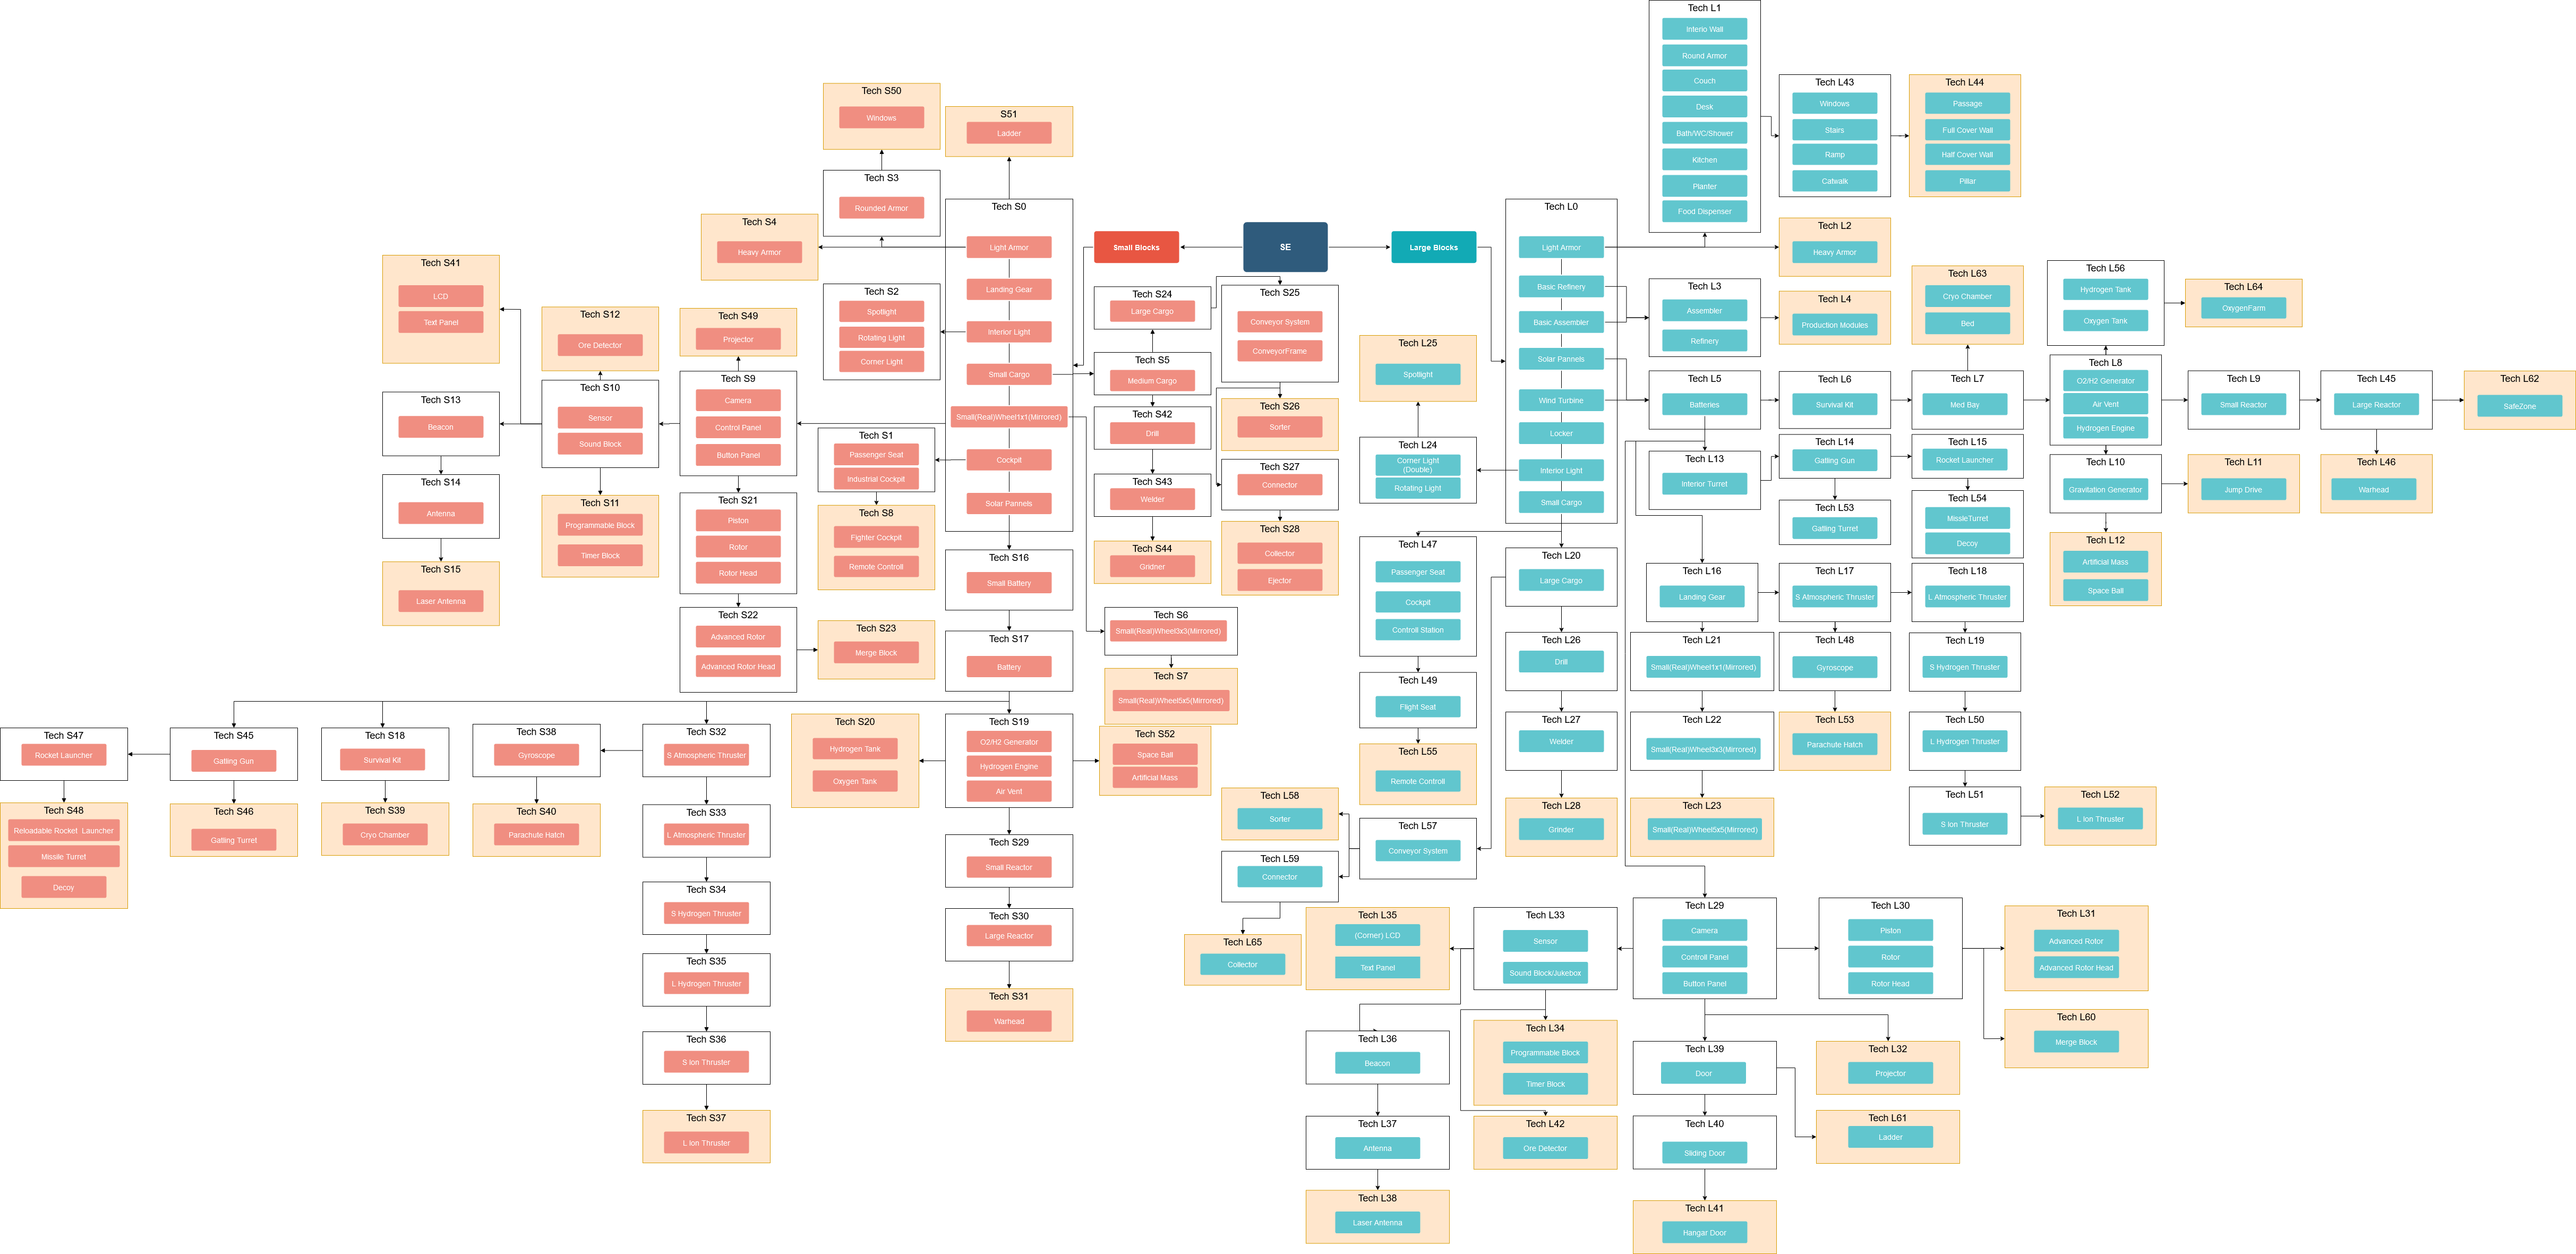 SE
Small Blocks
Large Blocks
Tech S50
Windows
S51
Ladder
Tech S3
Rounded Armor
Tech S4
Heavy Armor
Tech S0
Light Armor
Landing Gear
Interior Light
Small Cargo
Small(Real)Wheel1x1(Mirrored)
Cockpit
Solar Pannels
Tech S2
Spotlight
Rotating Light
Corner Light
Tech S41
LCD
Text Panel
Tech S12
Ore Detector
Tech S49
Projector
Tech S9
Camera
Control Panel
Button Panel
Tech S10
Sensor
Sound Block
Tech S13
Beacon
Tech S14
Antenna
Tech S15
Laser Antenna
Tech S11
Programmable Block
Timer Block
Tech S21
Piston
Rotor
Rotor Head
Tech S22
Advanced Rotor
Advanced Rotor Head
Tech S23
Merge Block
Tech S1
Passenger Seat
Industrial Cockpit
Tech S8
Fighter Cockpit
Remote Controll
Tech S24
Large Cargo
Tech S5
Medium Cargo
Tech S42
Drill
Tech S43
Welder
Tech S44
Gridner
Tech S25
Conveyor System
ConveyorFrame
Tech S26
Sorter
Tech S27
Connector
Tech S28
Collector
Ejector
Tech S6
Small(Real)Wheel3x3(Mirrored)
Tech S7
Small(Real)Wheel5x5(Mirrored)
Tech S16
Small Battery
Tech S17
Battery
Tech S19
O2/H2 Generator
Hydrogen Engine
Air Vent
Tech S20
Hydrogen Tank
Oxygen Tank
Tech S52
Space Ball
Artificial Mass
Tech S29
Small Reactor
Tech S30
Large Reactor
Tech S31
Warhead
Tech S47
Rocket Launcher
Tech S48
Reloadable Rocket Launcher
Missile Turret
Decoy
Tech S45
Gatling Gun
Tech S46
Gatling Turret
Tech S18
Survival Kit
Tech S39
Cryo Chamber
Tech S38
Gyroscope
Tech S40
Parachute Hatch
Tech S32
S Atmospheric Thruster
Tech S33
L Atmospheric Thruster
Tech S34
S Hydrogen Thruster
Tech S35
L Hydrogen Thruster
Tech S36
S Ion Thruster
Tech S37
L Ion Thruster
Tech L0
Light Armor
Basic Refinery
Basic Assembler
Solar Pannels
Wind Turbine
Locker
Interior Light
Small Cargo
Tech L1
Interio Wall
Round Armor
Couch
Desk
Bath/WC/Shower
Kitchen
Planter
Food Dispenser
Tech L43
Windows
Stairs
Ramp
Catwalk
Tech L44
Passage
Full Cover Wall
Half Cover Wall
Pillar
Tech L2
Heavy Armor
Tech L3
Assembler
Refinery
Tech L4
Production Modules
Tech L5
Batteries
Tech L6
Survival Kit
Tech L63
Cryo Chamber
Bed
Tech L7
Med Bay
Tech L56
Hydrogen Tank
Oxygen Tank
Tech L64
OxygenFarm
Tech L8
O2/H2 Generator
Air Vent
Hydrogen Engine
Tech L9
Small Reactor
Tech L45
Large Reactor
Tech L62
SafeZone
Tech L46
Warhead
Tech L10
Gravitation Generator
Tech L11
Jump Drive
Tech L12
Artificial Mass
Space Ball
Tech L13
Interior Turret
Tech L14
Gatling Gun
Tech L15
Rocket Launcher
Tech L53
Gatling Turret
Tech L54
MissleTurret
Decoy
Tech L25
Spotlight
Tech L24
Corner Light
(Double)
Rotating Light
Tech L47
Passenger Seat
Cockpit
Controll Station
Tech L49
Flight Seat
Tech L55
Remote Controll
Tech L20
Large Cargo
Tech L26
Drill
Tech L27
Welder
Tech L28
Grinder
Tech L16
Landing Gear
Tech L17
S Atmospheric Thruster
Tech L18
L Atmospheric Thruster
Tech L21
Small(Real)Wheel1x1(Mirrored)
Tech L48
Gyroscope
Tech L19
S Hydrogen Thruster
Tech L22
Small(Real)Wheel3x3(Mirrored)
Tech L53
Parachute Hatch
Tech L50
L Hydrogen Thruster
Tech L23
Small(Real)Wheel5x5(Mirrored)
Tech L51
S Ion Thruster
Tech L52
L Ion Thruster
Tech L58
Sorter
Tech L57
Conveyor System
Tech L59
Connector
Tech L65
Collector
Tech L35
(Corner) LCD
Text Panel
Tech L33
Sensor
Sound Block/Jukebox
Tech L29
Camera
Controll Panel
Button Panel
Tech L30
Piston
Rotor
Rotor Head
Tech L31
Advanced Rotor
Advanced Rotor Head
Tech L60
Merge Block
Tech L36
Beacon
Tech L34
Programmable Block
Timer Block
Tech L39
Door
Tech L32
Projector
Tech L37
Antenna
Tech L42
Ore Detector
Tech L40
Sliding Door
Tech L61
Ladder
Tech L38
Laser Antenna
Tech L41
Hangar Door